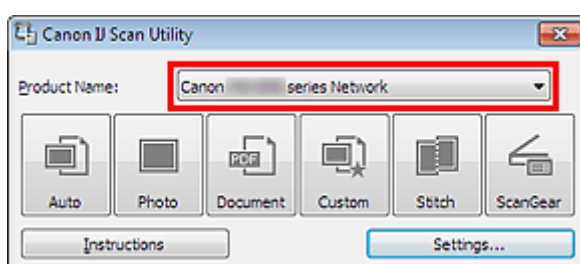 Canon IJ Scan Utility
Product Name: Canon series Network
PDF
Auto Photo Document Custom Stitch ScanGear
Instructions Settings...